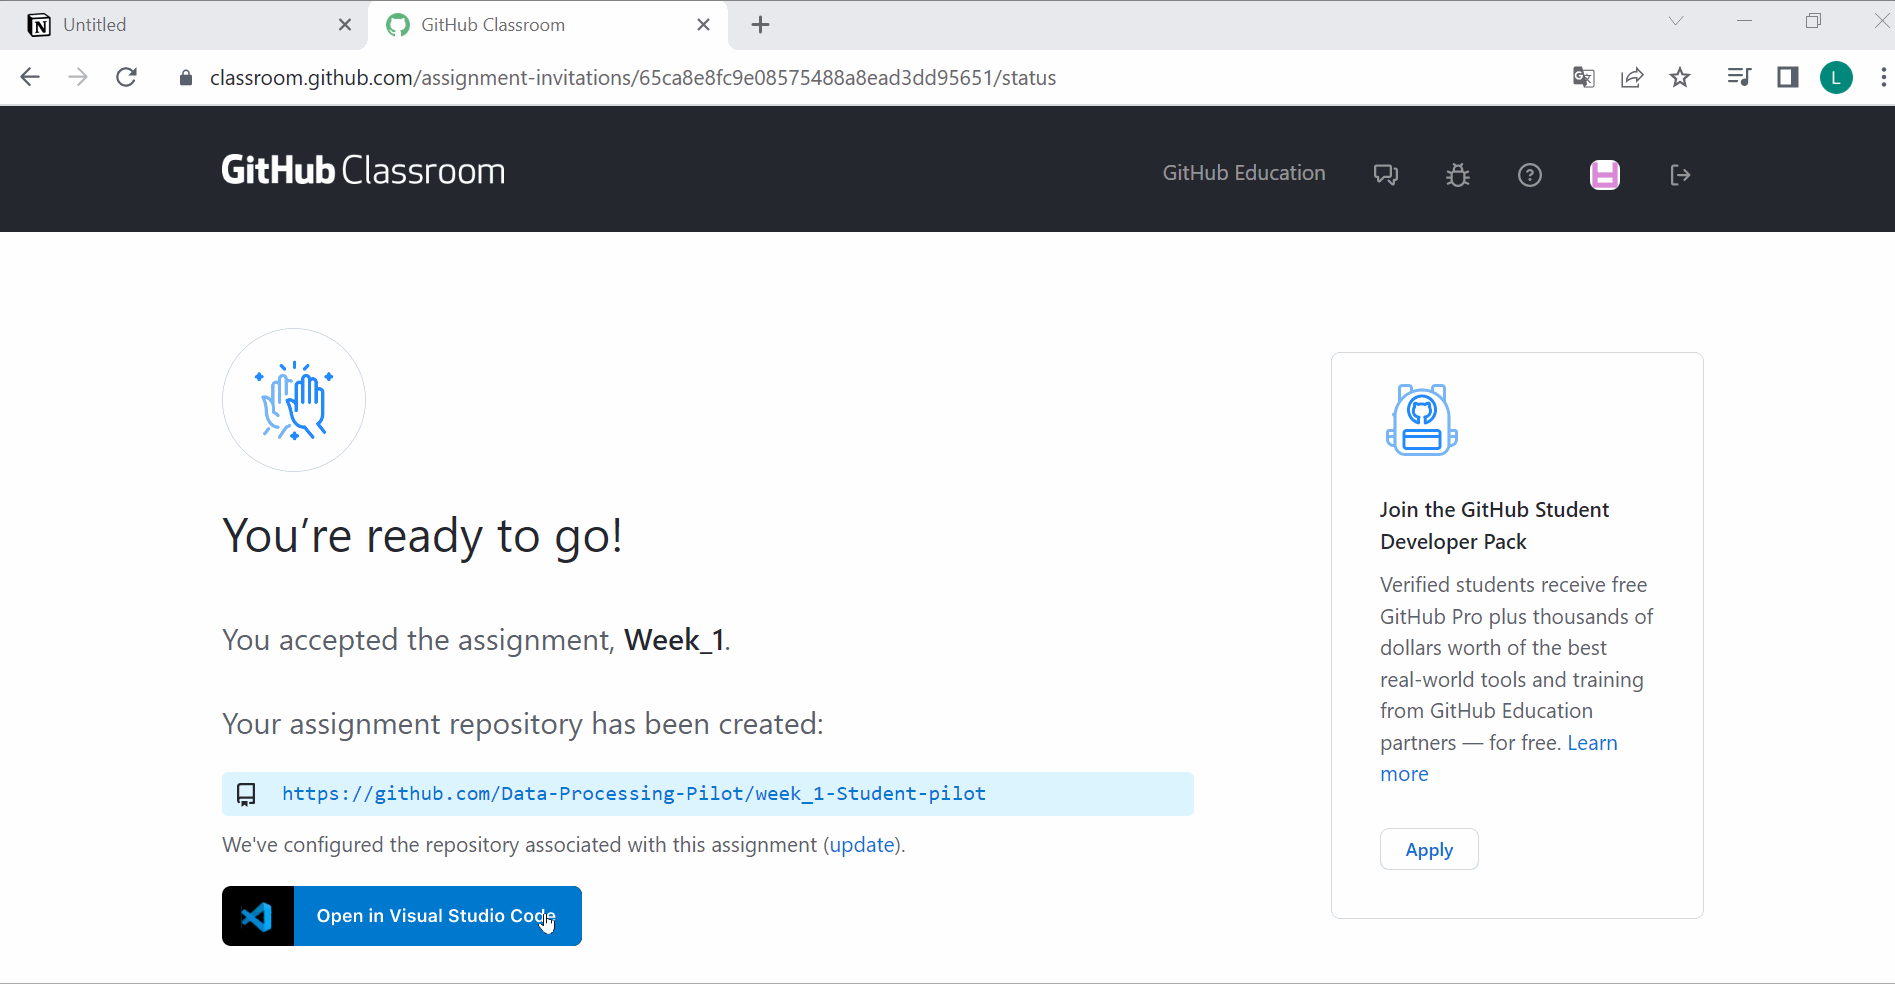 Untitled
GitHub Classroom
classroom.github.com/assignment-invitations/65ca8e8fc9e08575488a8ead3dd95651/status
L
GitHub Classroom
GitHub Education
You’re ready to go!
You accepted the assignment, Week_1.
Your assignment repository has been created:
https://github.com/Data-Processing-Pilot/week_1-Student-pilot
We've configured the repository associated with this assignment (update).
Open in Visual Studio Code
Join the GitHub Student
Developer Pack
Verified students receive free
GitHub Pro plus thousands of
dollars worth of the best
real-world tools and training
from GitHub Education
partners — for free. Learn
more
Apply